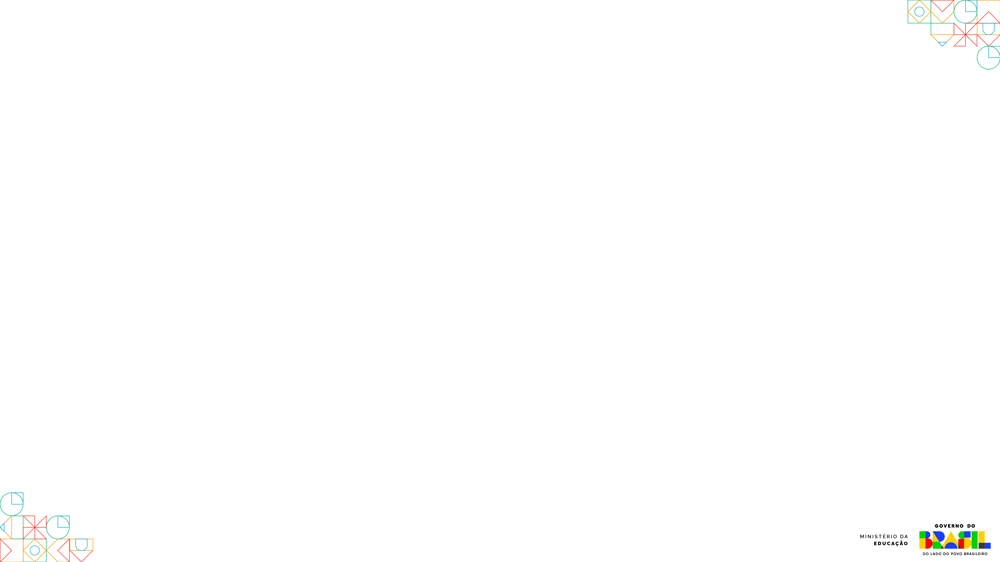 MINISTÉRIO DA
EDUCAÇÃO
GOVERNO DO
BRASIL
DO LADO DO POVO BRASILEIRO